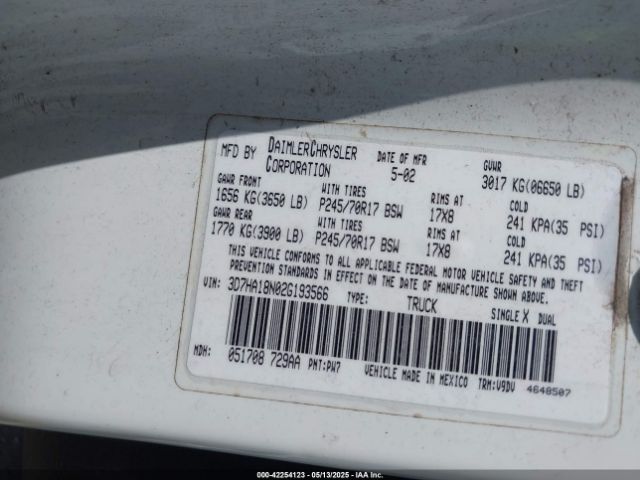 MFD BY DAIMLERCHRYSLER CORPORATION DATE OF MFR 5-02 GVWR 3017 KG(06650 LB)
GAWR FRONT WITH TIRES RIMS AT COLD
1656 KG(3650 LB) P245/70R17 BSW 17X8 241 KPA(35 PSI)
GAWR REAR WITH TIRES RIMS AT COLD
1770 KG(3900 LB) P245/70R17 BSW 17X8 241 KPA(35 PSI)
THIS VEHICLE CONFORMS TO ALL APPLICABLE FEDERAL MOTOR VEHICLE SAFETY AND THEFT
PREVENTION STANDARDS IN EFFECT ON THE DATE OF MANUFACTURE SHOWN ABOVE.
VIN: 3D7HA18N02G193566 TYPE: TRUCK SINGLE X DUAL
MDH: 051708 729AA PNT:PW7 VEHICLE MADE IN MEXICO TRM:V9DV 4648507
000-42254123 - 05/13/2025 - IAAI Inc.